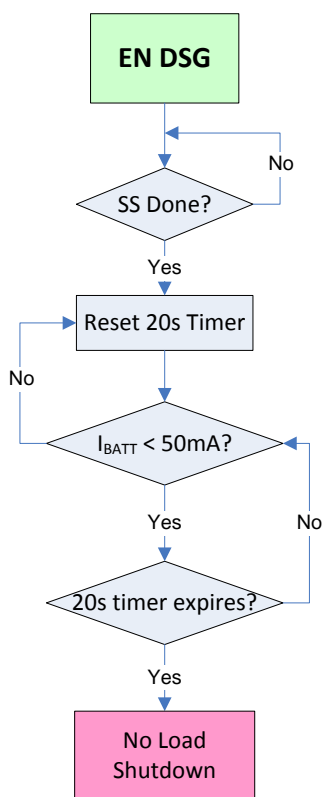 EN DSG
No
SS Done?
Yes
Reset 20s Timer
No
IBATT < 50mA?
Yes
No
20s timer expires?
Yes
No Load
Shutdown